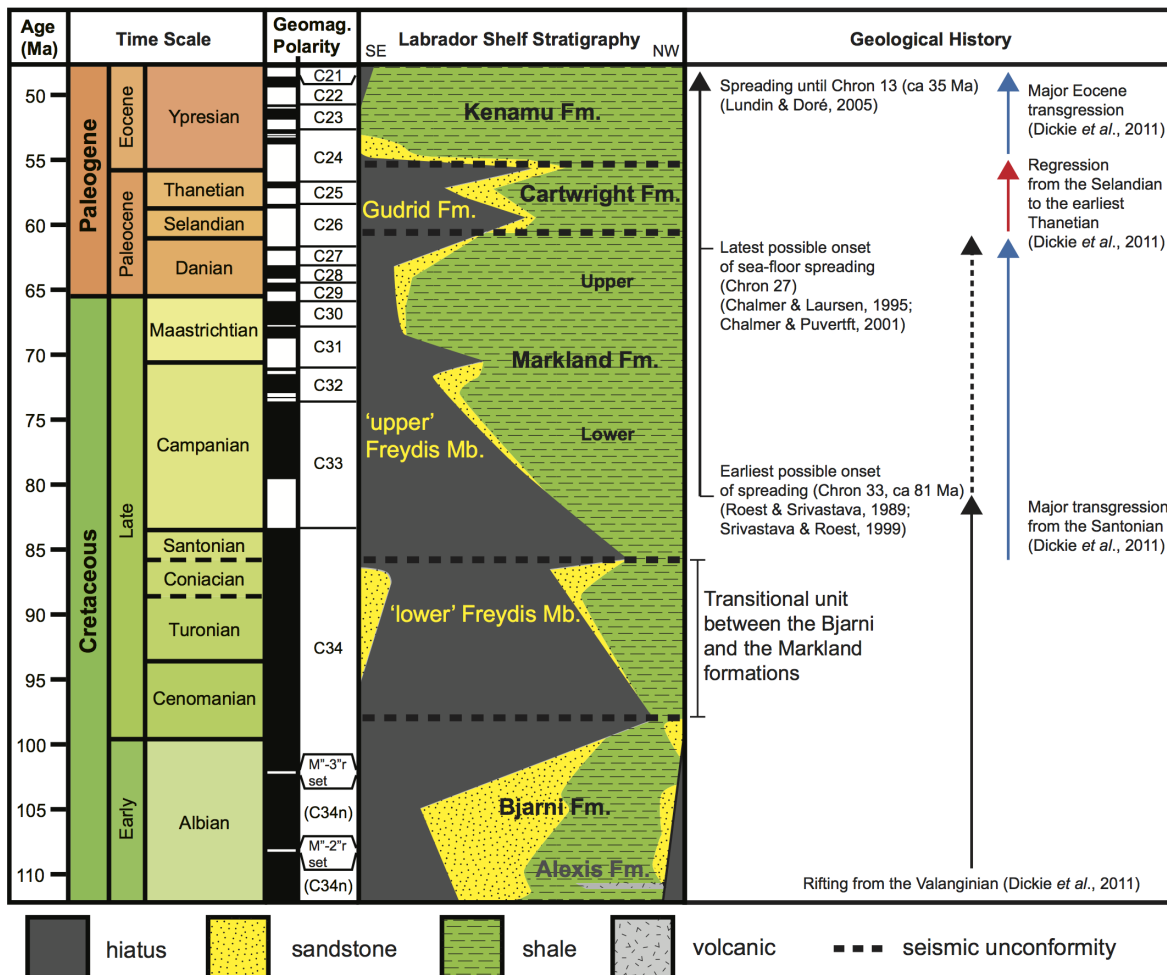 Age
(Ma)
Time Scale
Geomag.
Polarity
Labrador Shelf Stratigraphy
SE
NW
Geological History
50
55
60
65
70
75
80
85
90
95
100
105
110
Paleogene
Cretaceous
Eocene
Paleocene
Late
Early
Ypresian
Thanetian
Selandian
Danian
Maastrichtian
Campanian
Santonian
Coniacian
Turonian
Cenomanian
Albian
C21
C22
C23
C24
C25
C26
C27
C28
C29
C30
C31
C32
C33
C34
M"-3"r
set
(C34n)
M"-2"r
set
(C34n)
Kenamu Fm.
Cartwright Fm.
Gudrid Fm.
Upper
Markland Fm.
'upper'
Freydis Mb.
Lower
'lower' Freydis Mb.
Bjarni Fm.
Alexis Fm.
Spreading until Chron 13 (ca 35 Ma)
(Lundin & Doré, 2005)
Major Eocene
transgression
(Dickie et al., 2011)
Regression
from the Selandian
to the earliest
Thanetian
(Dickie et al., 2011)
Latest possible onset
of sea-floor spreading
(Chron 27)
(Chalmer & Laursen, 1995;
Chalmer & Puvertft, 2001)
Earliest possible onset
of spreading (Chron 33, ca 81 Ma)
(Roest & Srivastava, 1989;
Srivastava & Roest, 1999)
Major transgression
from the Santonian
(Dickie et al., 2011)
Transitional unit
between the Bjarni
and the Markland
formations
Rifting from the Valanginian (Dickie et al., 2011)
hiatus
sandstone
shale
volcanic
seismic unconformity